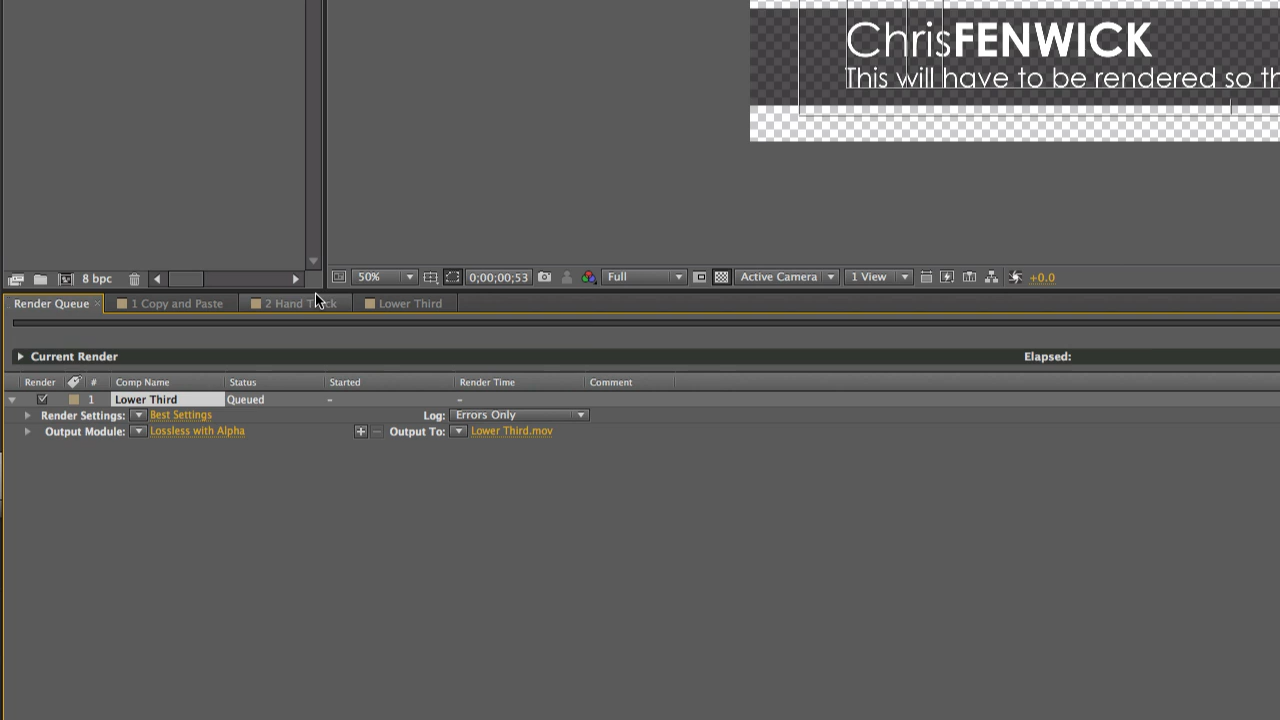 ChrisFENWICK
This will have to be rendered so th
8 bpc
50%
0;00;00;53
Full
Active Camera
1 View
+0.0
Render Queue
1 Copy and Paste
2 Hand Track
Lower Third
Current Render
Elapsed:
Render # Comp Name Status Started Render Time Comment
1 Lower Third Queued – –
Render Settings: Best Settings Log: Errors Only
Output Module: Lossless with Alpha Output To: Lower Third.mov